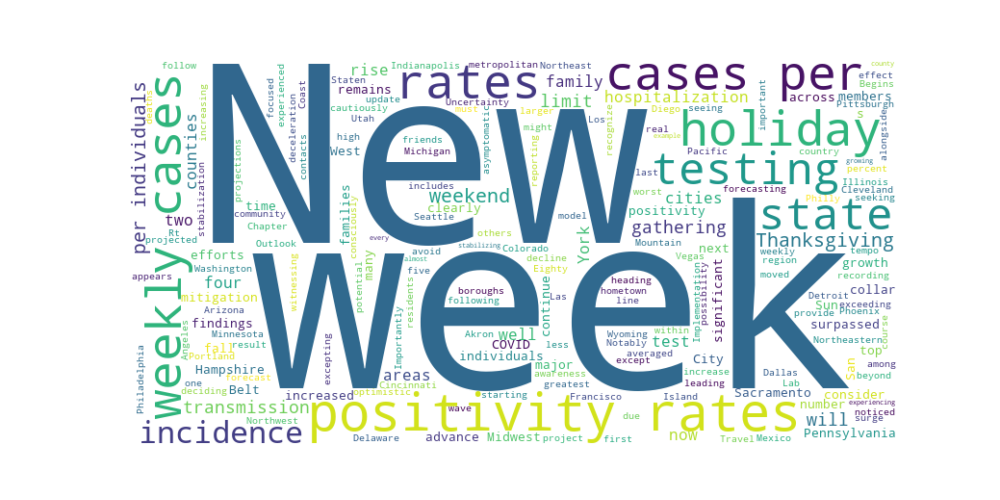 New week
positivity rates
weekly cases
cases per
rates
holiday
testing
state
incidence
per individuals
Thanksgiving
hospitalization
transmission
gathering
weekend
limit
family
rise
cities
positivity
counties
two
efforts
four
mitigation
findings
fall
Hampshire
Belt
areas
increased
individuals
COVID
well
major
test
City
York
continue
next
significant
growth
collar
surpassed
top
consider
San
Sun
will
now
number
Pennsylvania
Sacramento
advance
Midwest
follow
focused
experienced
Indianapolis
metropolitan
Northeast
Staten
remains
cautiously
Coast
update
Uncertainty
must
larger
Diego
seeing
across
members
effect
Begins
county
Pittsburgh
s
alongside
deaths
increasing
stabilization
projections
deceleration
contacts
Utah
high
West
friends
Michigan
asymptomatic
might
reporting
Los
recognize
real
example
important
Pacific
country
growing
percent
last
worst
forecasting
Illinois
Cleveland
Philly
seeking
includes
community
Seattle
clearly
Chapter
time
Rt
projected
Outlook
families
consciously
many
model
others
avoid
decline
stabilizing
Colorado
Mountain
Eighty
Vegas
Implementation
possibility
weekly
region
moved
tempo
recording
appears
Washington
witnessing
every
almost
potential
five
residents
Importantly
boroughs
following
Las
heading
hometown
line
Detroit
exceeding
provide
Phoenix
Northeastern
course
Arizona
Minnesota
Angeles
result
Portland
forecast
one
deciding
Philadelphia
excepting
Akron
less
Wyoming
Notably
within
averaged
except
increase
Dallas
Lab
leading
among
beyond
Cincinnati
optimistic
awareness
greatest
starting
Francisco
Island
noticed
experiencing
surge
Northwest
wave
Delaware
project
first
due
Travel
Mexico